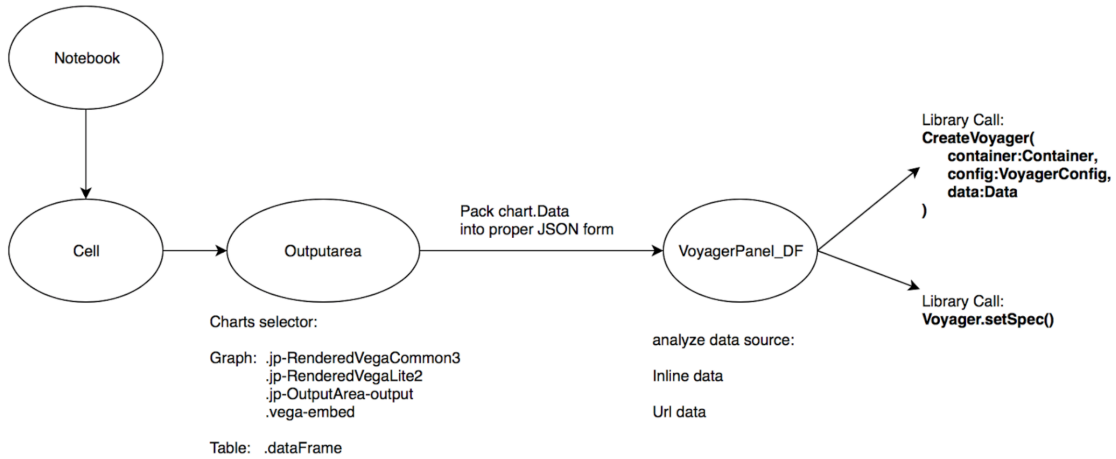 Notebook
Cell
Outputarea
Pack chart.Data
into proper JSON form
VoyagerPanel_DF
Library Call:
CreateVoyager(
container:Container,
config:VoyagerConfig,
data:Data
)
Library Call:
Voyager.setSpec()
Charts selector:
Graph: .jp-RenderedVegaCommon3
.jp-RenderedVegaLite2
.jp-OutputArea-output
.vega-embed
Table: .dataFrame
analyze data source:
Inline data
Url data